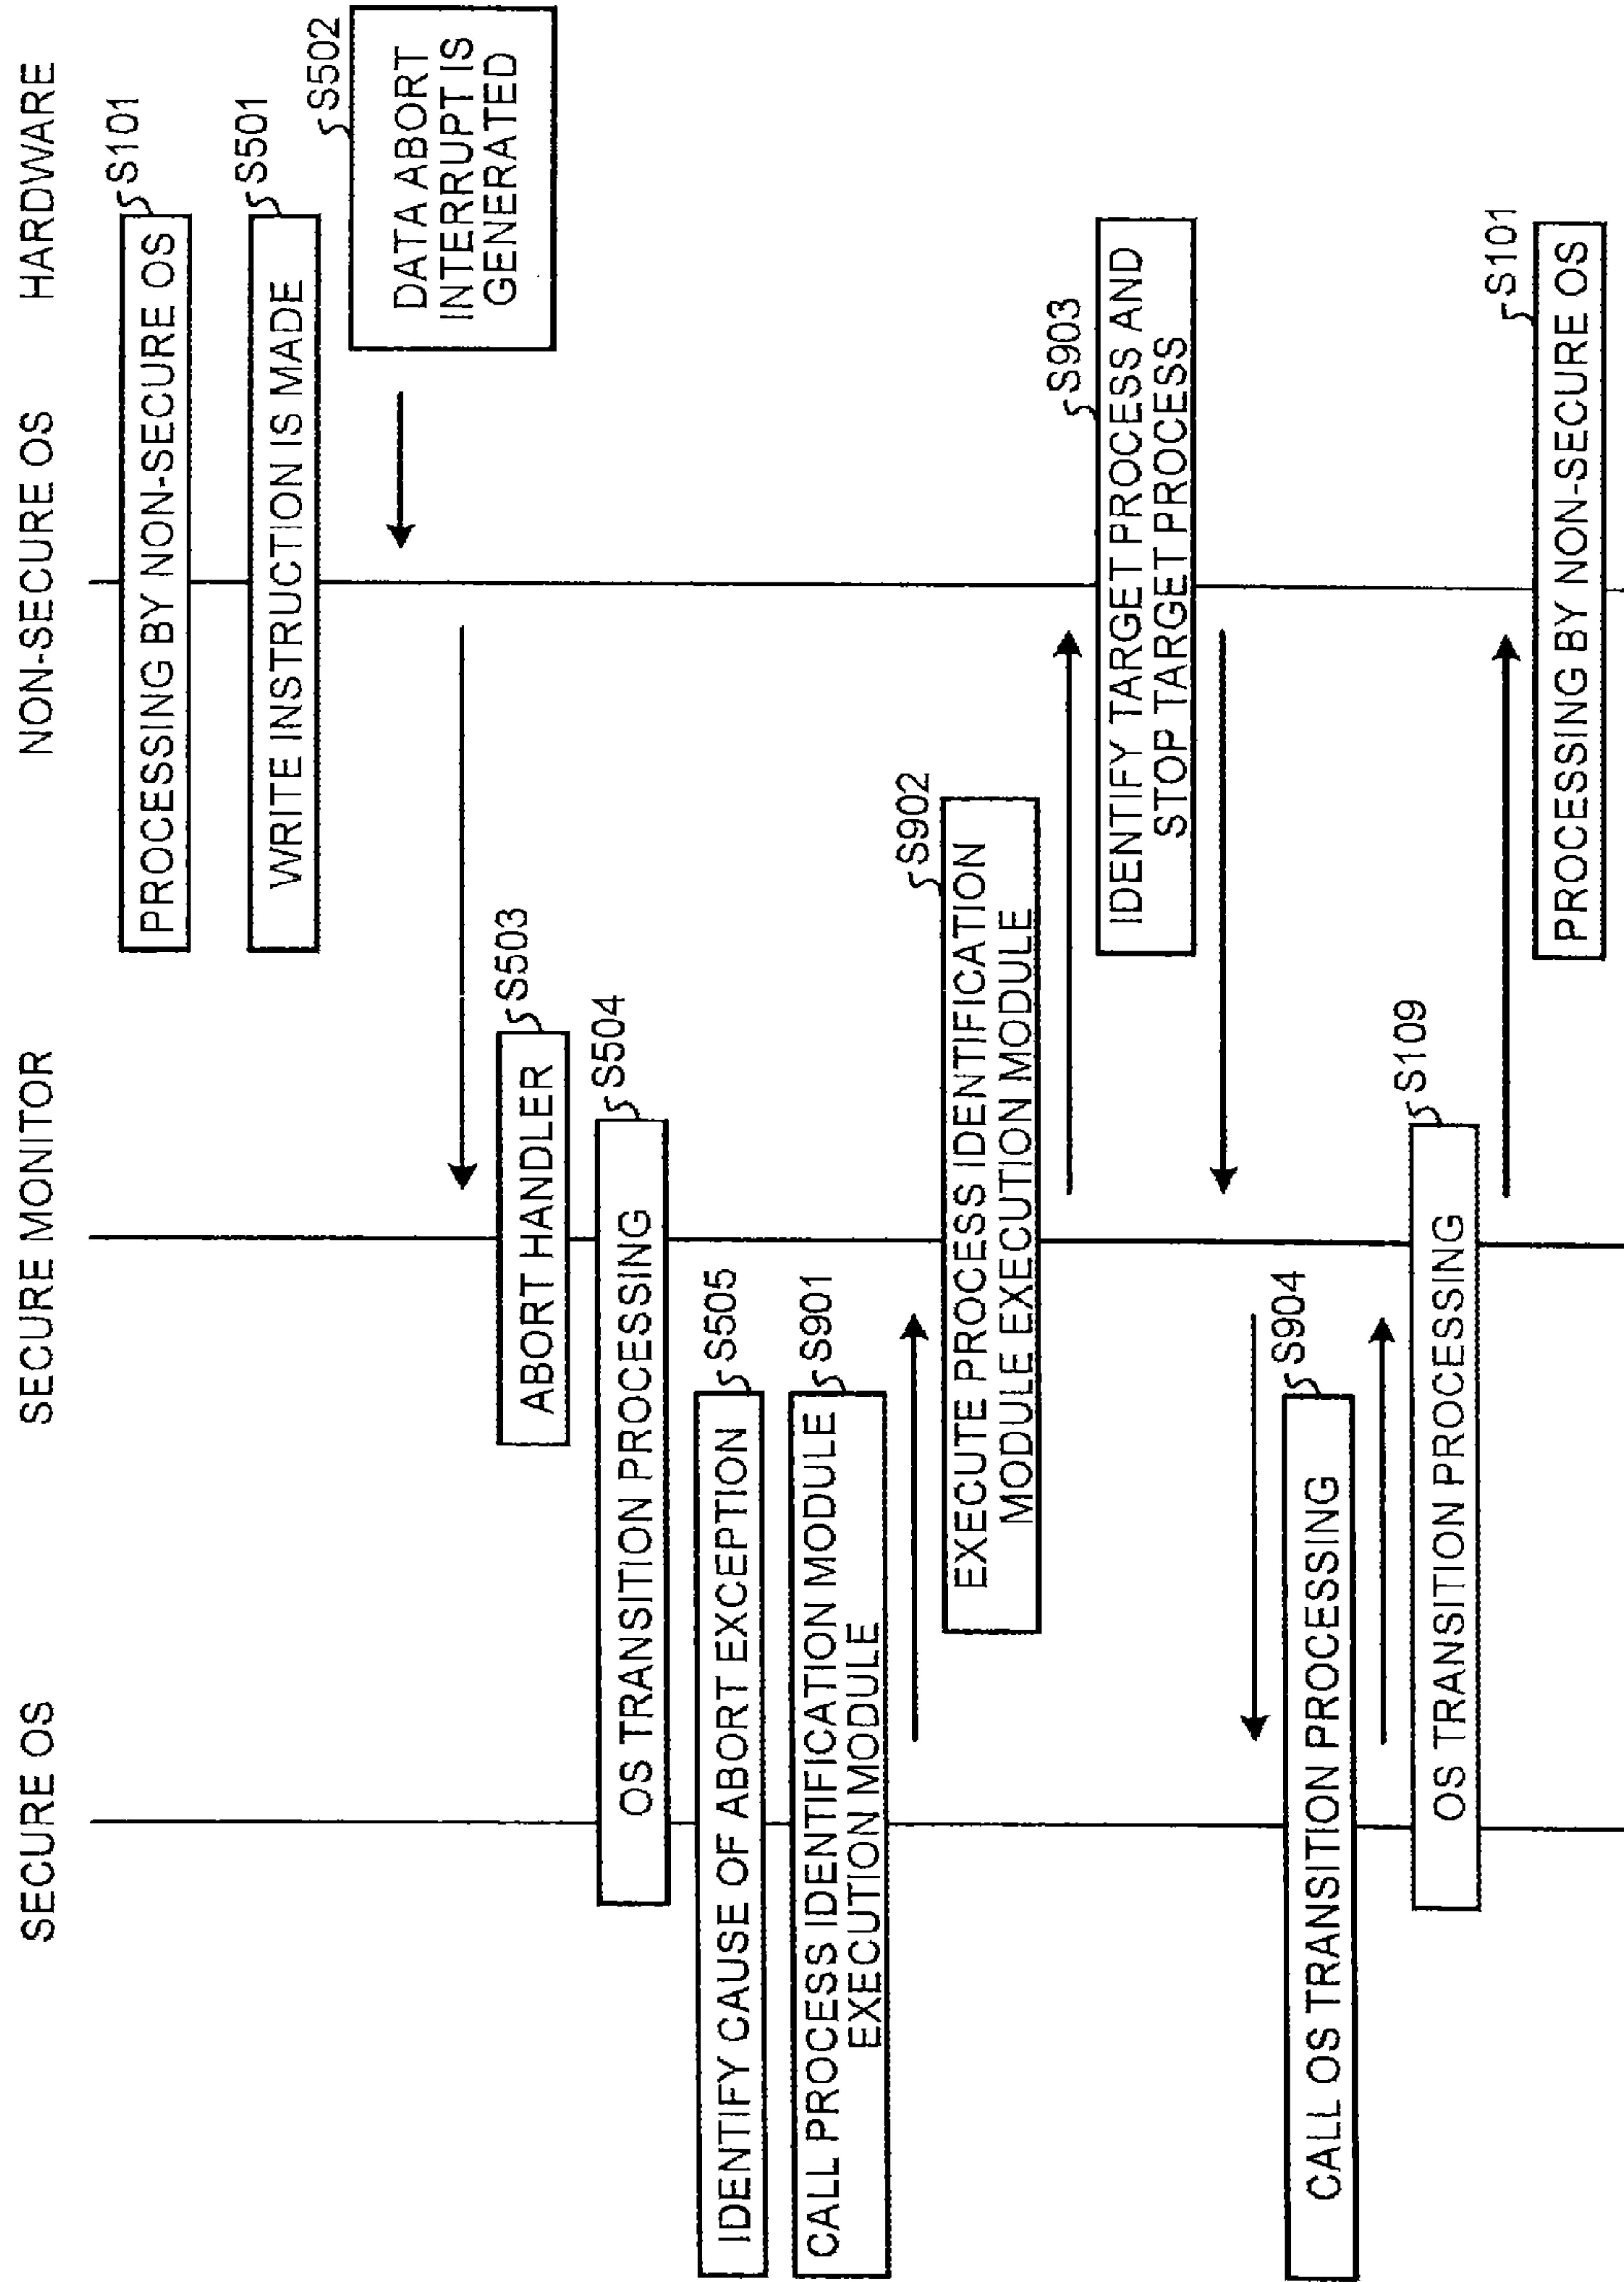 SECURE OS
SECURE MONITOR
NON-SECURE OS
HARDWARE
S101
PROCESSING BY NON-SECURE OS
S501
WRITE INSTRUCTION IS MADE
S502
DATA ABORT
INTERRUPT IS
GENERATED
S503
ABORT HANDLER
S504
OS TRANSITION PROCESSING
S505
IDENTIFY CAUSE OF ABORT EXCEPTION
S901
CALL PROCESS IDENTIFICATION MODULE
EXECUTION MODULE
S902
EXECUTE PROCESS IDENTIFICATION
MODULE EXECUTION MODULE
S903
IDENTIFY TARGET PROCESS AND
STOP TARGET PROCESS
S904
CALL OS TRANSITION PROCESSING
S109
OS TRANSITION PROCESSING
S101
PROCESSING BY NON-SECURE OS